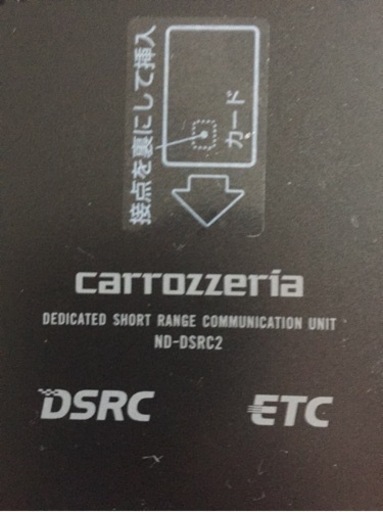 接点を裏にして挿入
カード
carrozzeria
DEDICATED SHORT RANGE COMMUNICATION UNIT
ND-DSRC2
DSRC
ETC